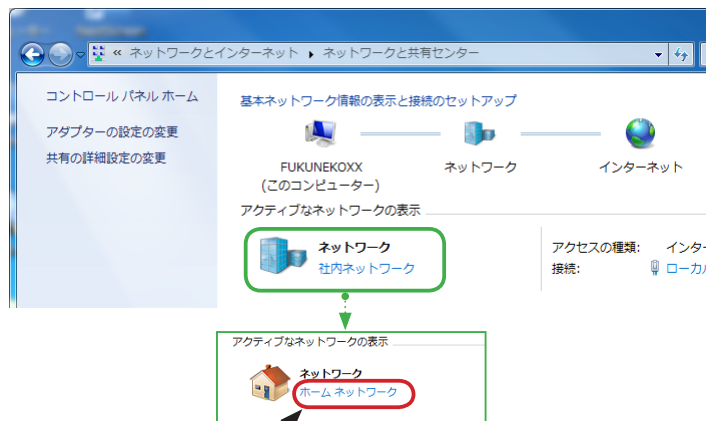 « ネットワークとインターネット ▸ ネットワークと共有センター
コントロール パネル ホーム
アダプターの設定の変更
共有の詳細設定の変更
基本ネットワーク情報の表示と接続のセットアップ
FUKUNEKOXX
(このコンピューター)
ネットワーク
インターネット
アクティブなネットワークの表示
ネットワーク
社内ネットワーク
アクセスの種類: インター
接続: ローカル
アクティブなネットワークの表示
ネットワーク
ホーム ネットワーク